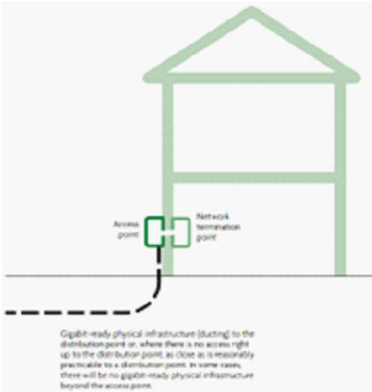 Access
point
Network
termination
point
Gigabit-ready physical infrastructure (ducting) to the
distribution point or, where there is no access right
up to the distribution point, as close as is reasonably
practicable to a distribution point. In some cases,
there will be no gigabit-ready physical infrastructure
beyond the access point.